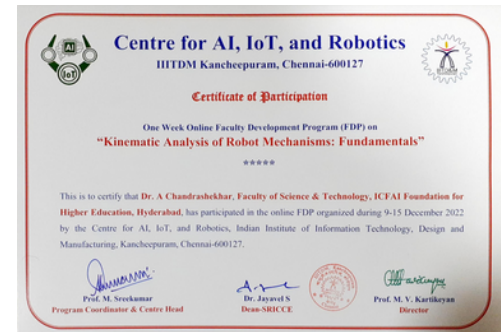 AI
IoT
Centre for AI, IoT, and Robotics
IIITDM Kancheepuram, Chennai-600127
Certificate of Participation
One Week Online Faculty Development Program (FDP) on
“Kinematic Analysis of Robot Mechanisms: Fundamentals”
*****
This is to certify that Dr. A Chandrashekhar, Faculty of Science & Technology, ICFAI Foundation for
Higher Education, Hyderabad, has participated in the online FDP organized during 9-15 December 2022
by the Centre for AI, IoT, and Robotics, Indian Institute of Information Technology, Design and
Manufacturing, Kancheepuram, Chennai-600127.
Prof. M. Sreekumar
Program Coordinator & Centre Head
Dr. Jayavel S
Dean-SRICCE
Prof. M. V. Kartikeyan
Director